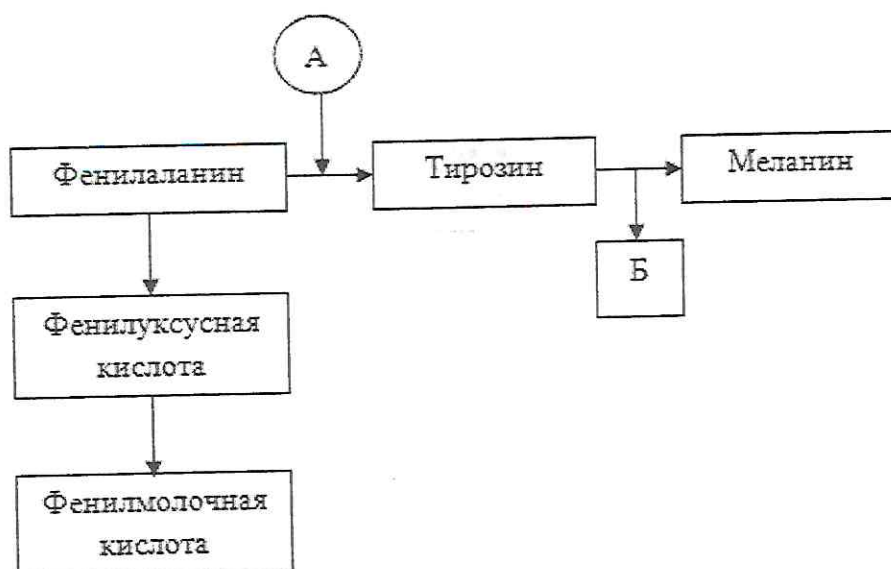 А
Фенилаланин
Тирозин
Меланин
Б
Фенилуксусная
кислота
Фенилмолочная
кислота